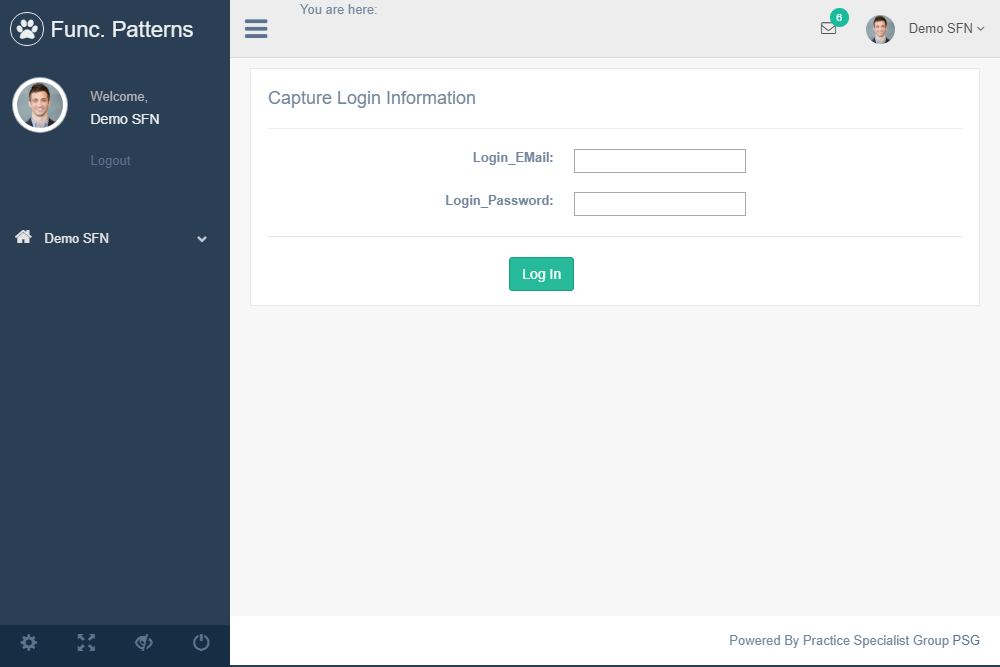 Func. Patterns
Welcome,
Demo SFN
Logout
Demo SFN
You are here:
6
Demo SFN
Capture Login Information
Login_EMail:
Login_Password:
Log In
Powered By Practice Specialist Group PSG